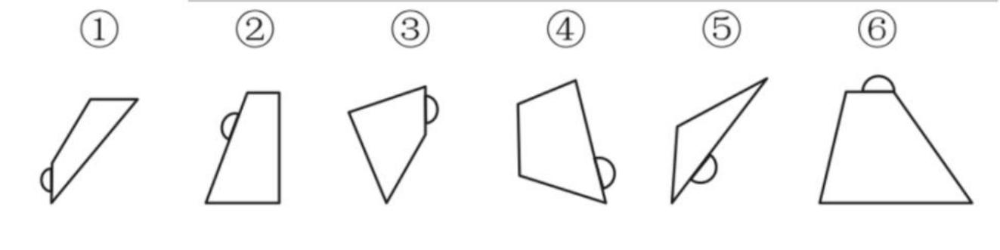 ① ② ③ ④ ⑤ ⑥